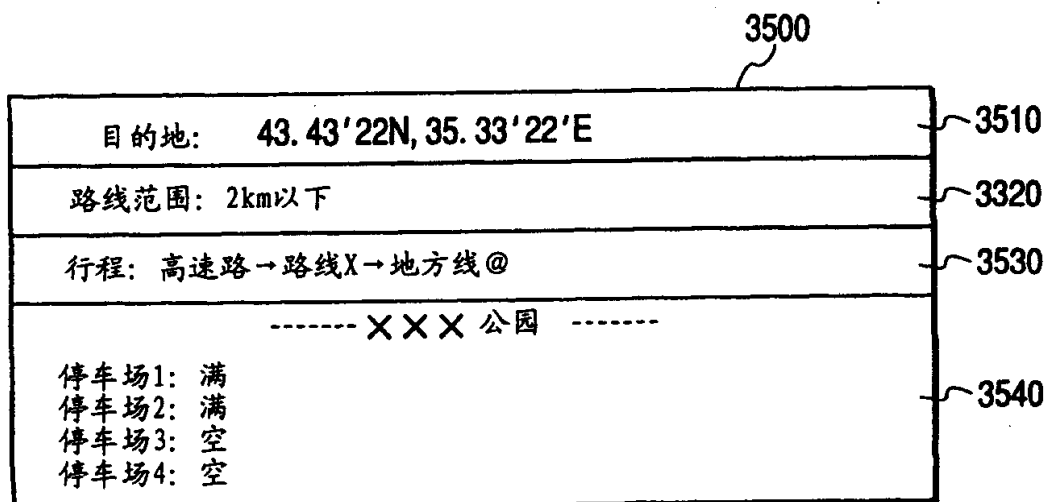 3500
目的地: 43.43'22N, 35.33'22'E 3510
路线范围: 2km以下 3320
行程: 高速路→路线X→地方线@ 3530
------- ××× 公园 -------
停车场1: 满
停车场2: 满
停车场3: 空
停车场4: 空
3540